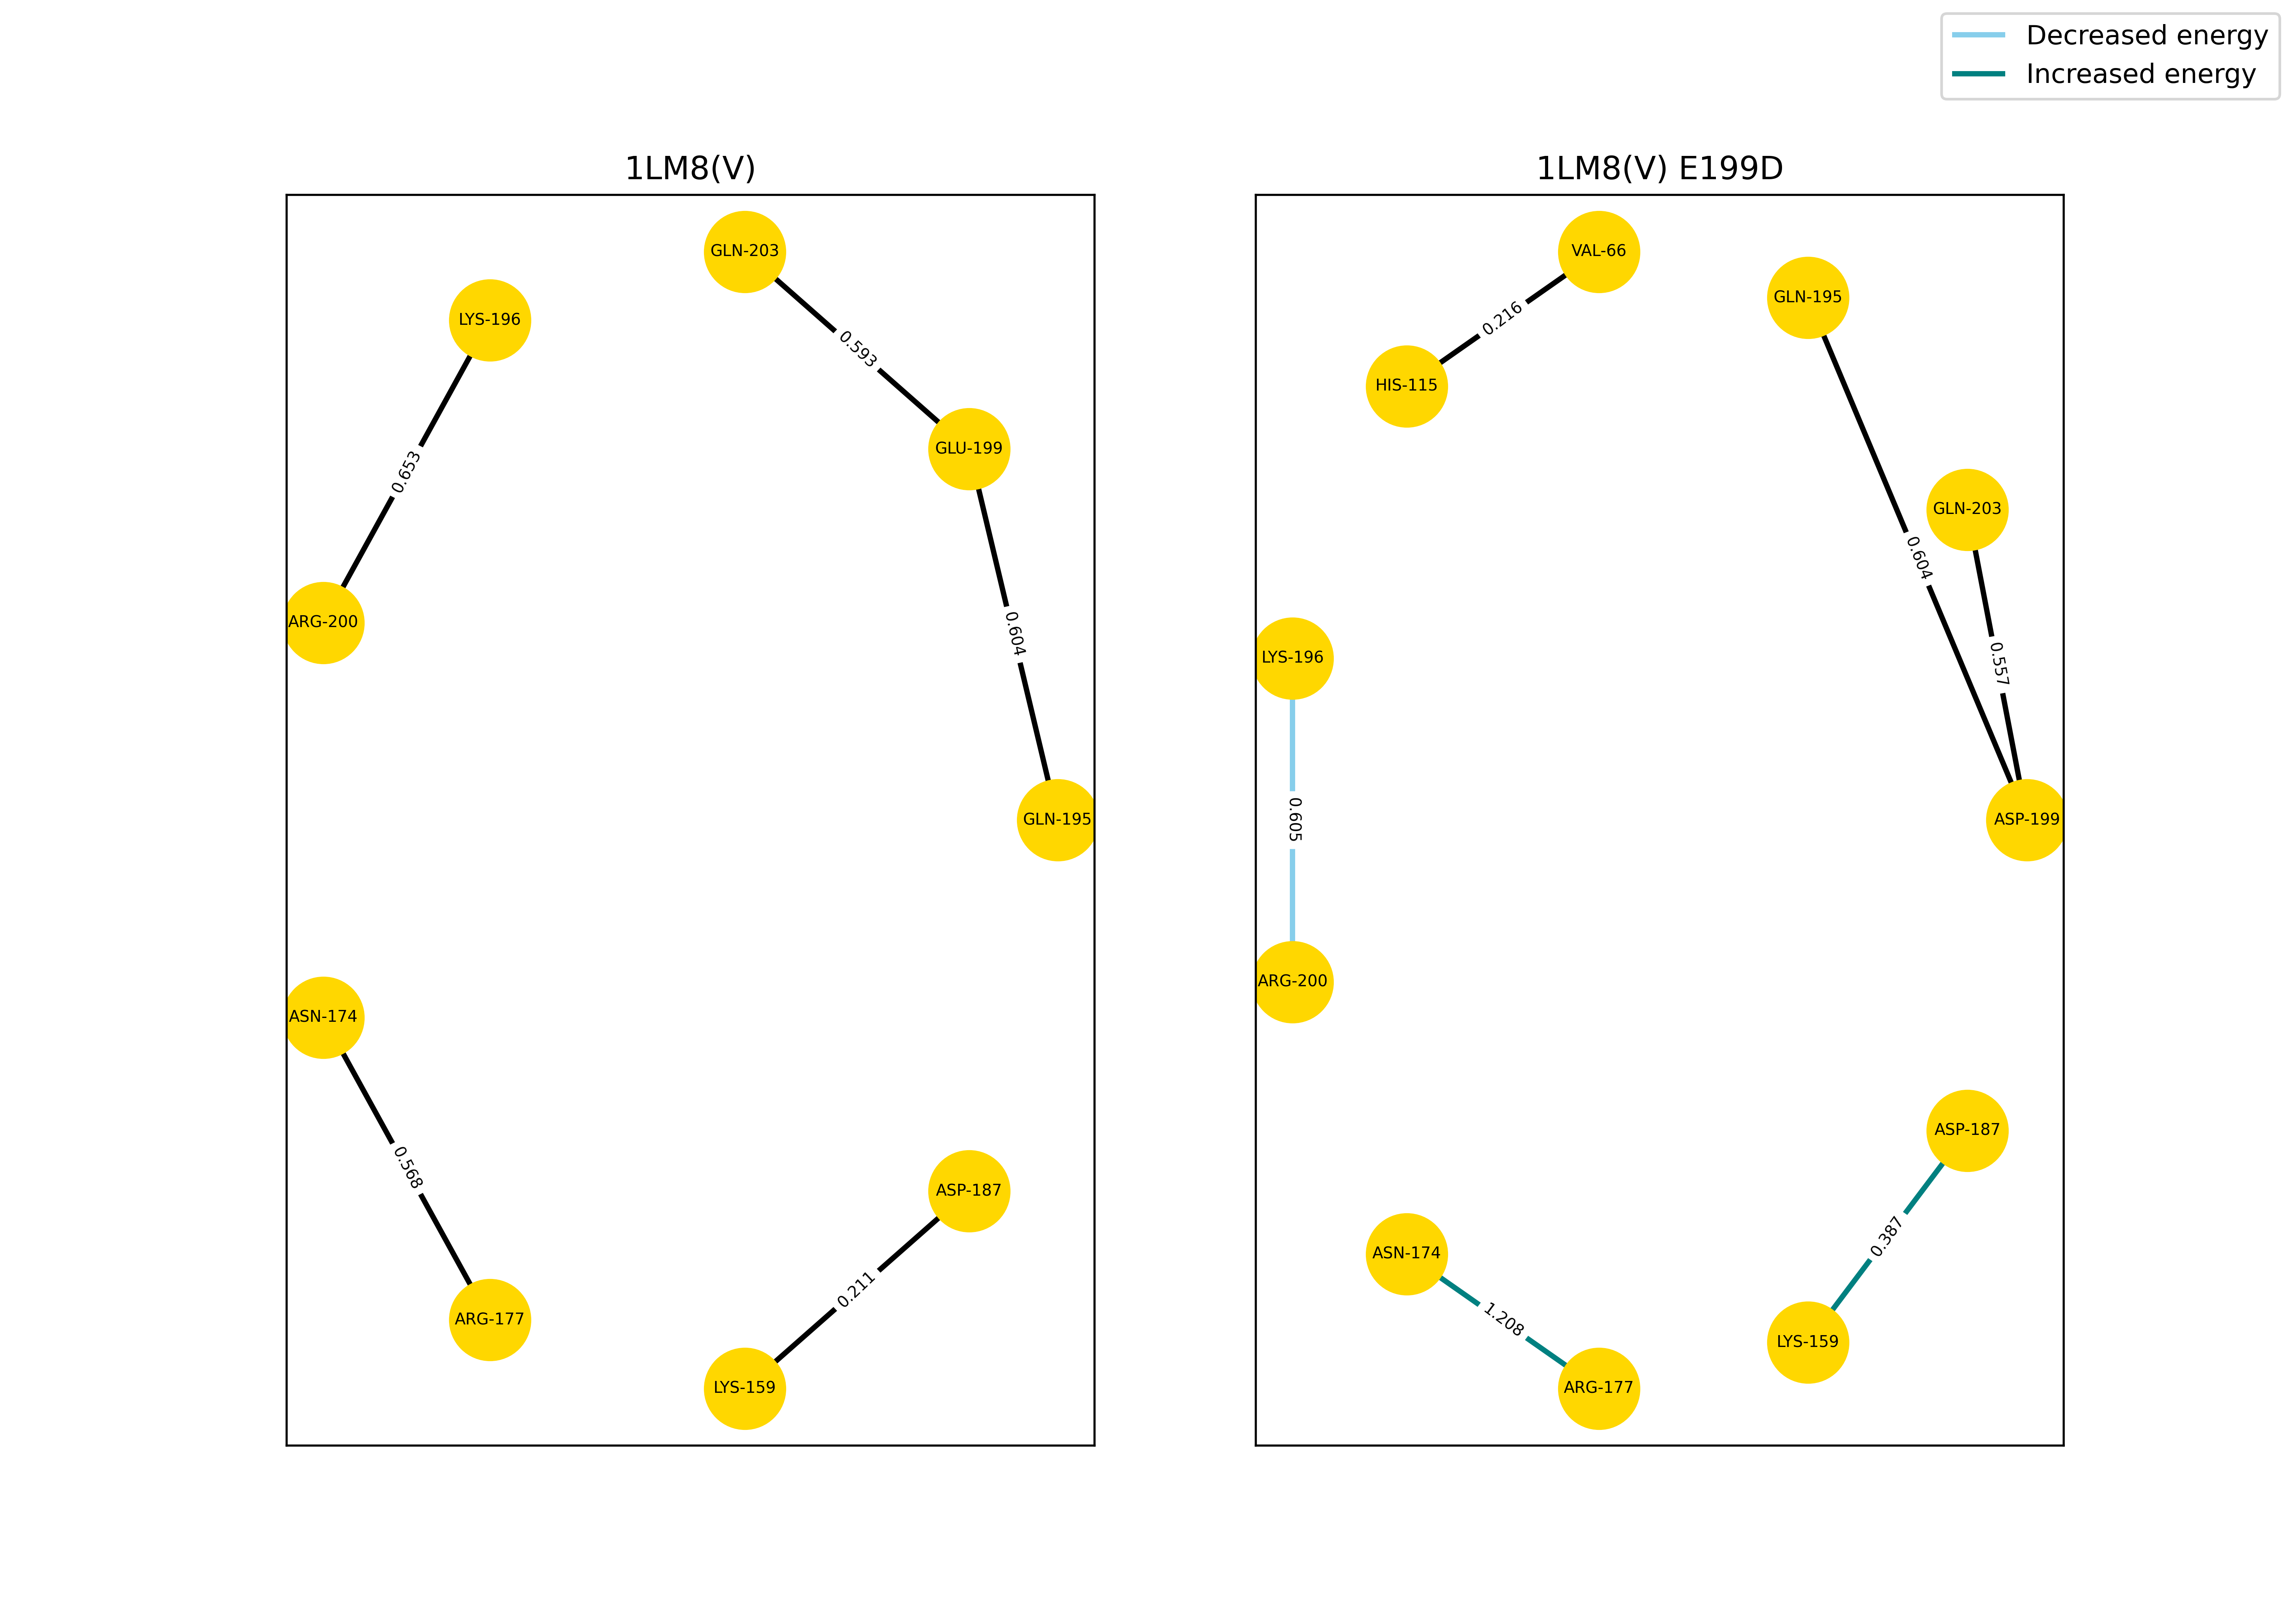 Decreased energy
Increased energy
1LM8(V)
GLN-203
LYS-196
0.593
GLU-199
0.653
ARG-200
0.604
GLN-195
ASN-174
0.568
ASP-187
0.211
ARG-177
LYS-159
1LM8(V) E199D
VAL-66
GLN-195
0.216
HIS-115
GLN-203
0.604
LYS-196
0.557
0.605
ASP-199
ARG-200
ASP-187
0.387
ASN-174
1.208
LYS-159
ARG-177